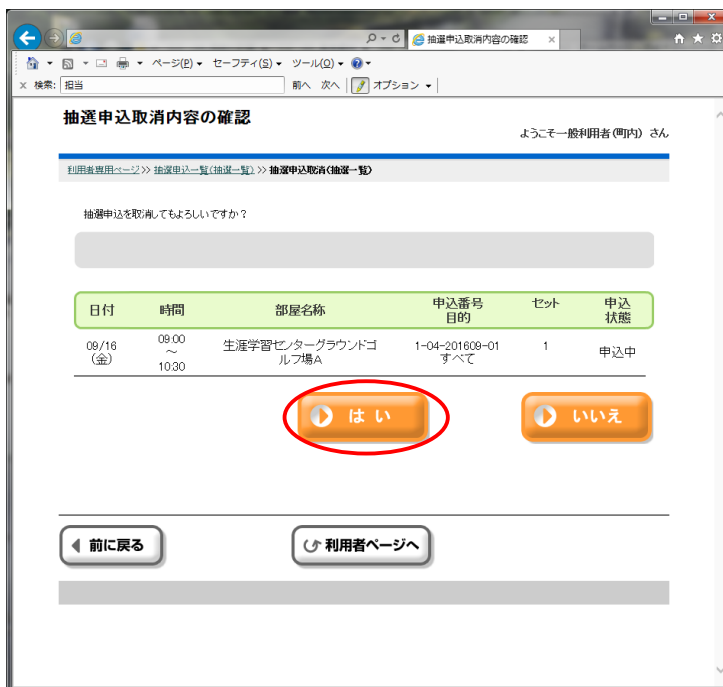 抽選申込取消内容の確認 ×
ページ(P) セーフティ(S) ツール(O)
× 検索: 担当 前へ 次へ オプション
抽選申込取消内容の確認
ようこそ一般利用者(町内) さん
利用者専用ページ>> 抽選申込一覧(抽選一覧) >> 抽選申込取消(抽選一覧)
抽選申込を取消してもよろしいですか?
日付 時間 部屋名称 申込番号 セット 申込
目的 状態
09/16 09:00 生涯学習センターグラウンドゴ 1-04-201609-01 1 申込中
(金) ~ ルフ場A すべて
10:30
はい いいえ
前に戻る 利用者ページへ